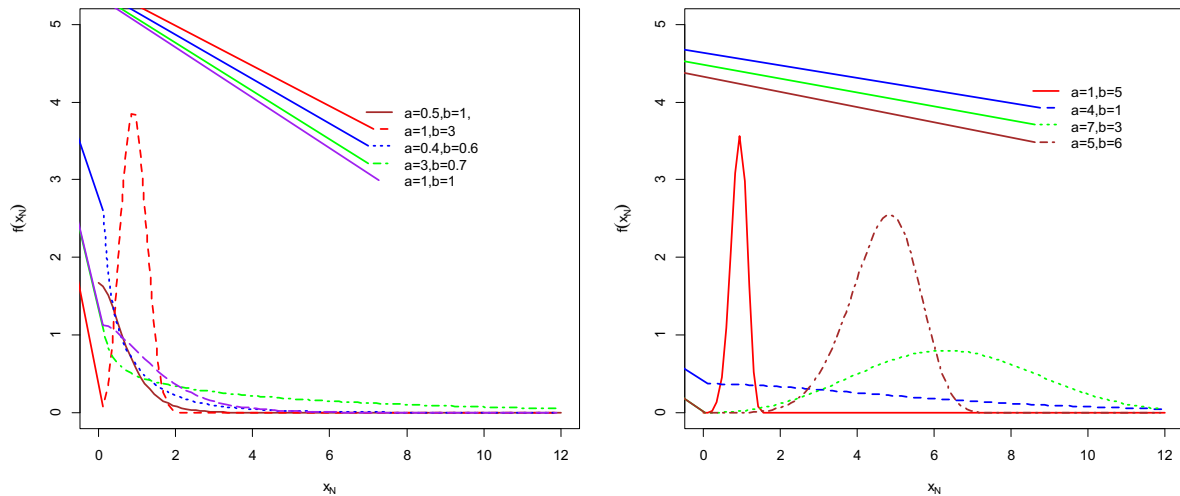 5
4
3
2
1
0
f(x_N)
a=0.5,b=1,
a=1,b=3
a=0.4,b=0.6
a=3,b=0.7
a=1,b=1
0 2 4 6 8 10 12
x_N
5
4
3
2
1
0
f(x_N)
a=1,b=5
a=4,b=1
a=7,b=3
a=5,b=6
0 2 4 6 8 10 12
x_N